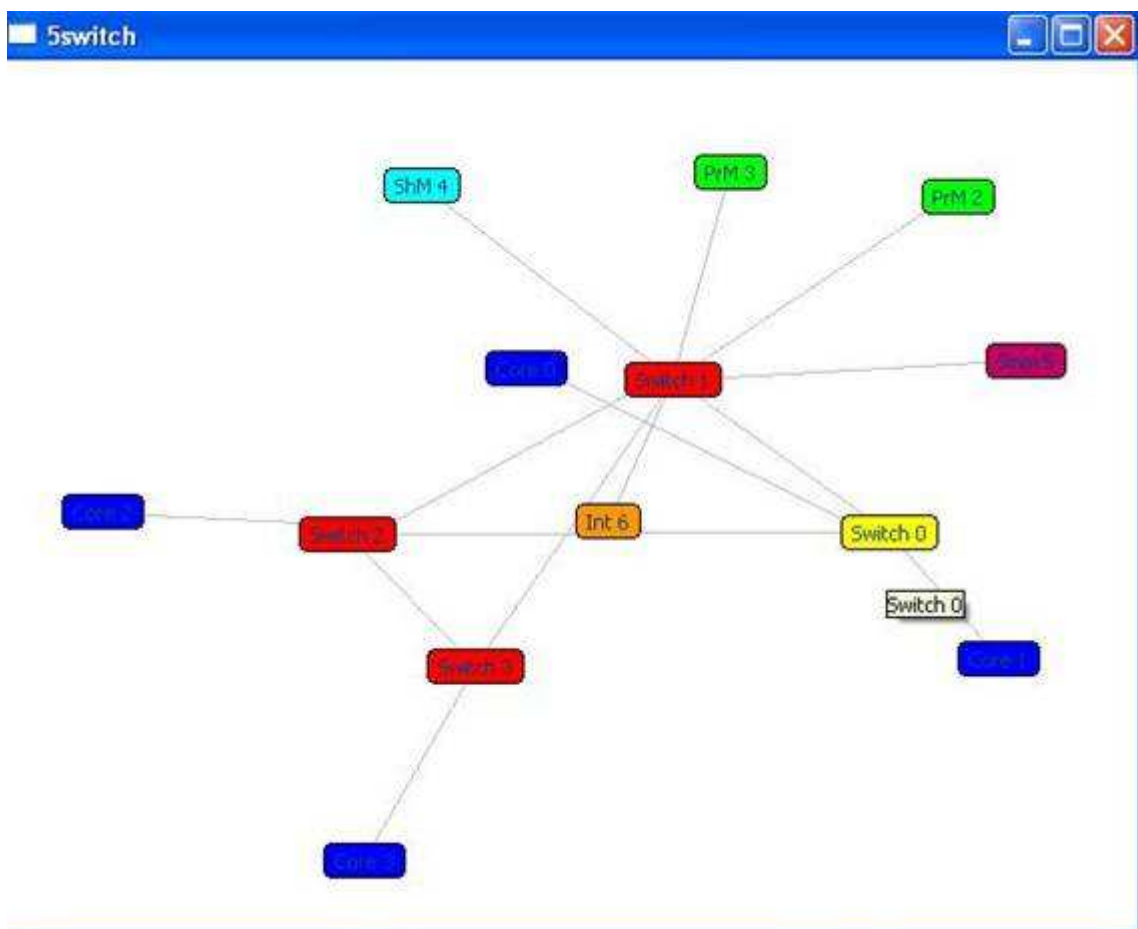 5switch
ShM 4
PrM 3
PrM 2
Core 0
Switch 1
Core 2
Switch 2
Int 6
Switch 0
Switch 0
Core 1
Switch 3
Core 3